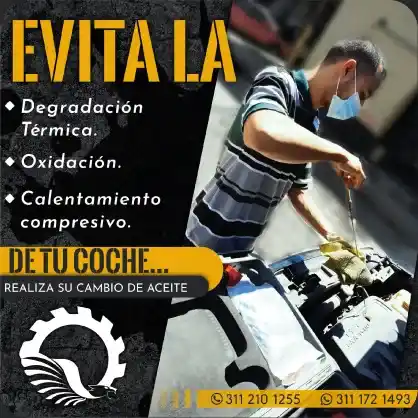 EVITA LA
Degradación
Térmica.
Oxidación.
Calentamiento
compresivo.
DE TU COCHE...
REALIZA SU CAMBIO DE ACEITE
311 210 1255 311 172 1493